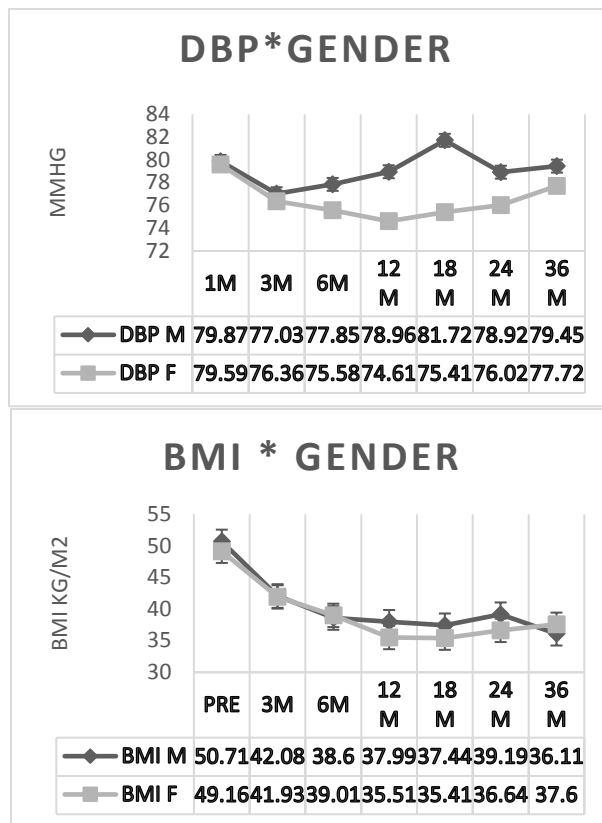 DBP*GENDER
MMHG
84
82
80
78
76
74
72
1M 3M 6M 12 M 18 M 24 M 36 M
DBP M 79.87 77.03 77.85 78.96 81.72 78.92 79.45
DBP F 79.59 76.36 75.58 74.61 75.41 76.02 77.72
BMI * GENDER
BMI KG/M2
55
50
45
40
35
30
PRE 3M 6M 12 M 18 M 24 M 36 M
BMI M 50.71 42.08 38.6 37.99 37.44 39.19 36.11
BMI F 49.16 41.93 39.01 35.51 35.41 36.64 37.6